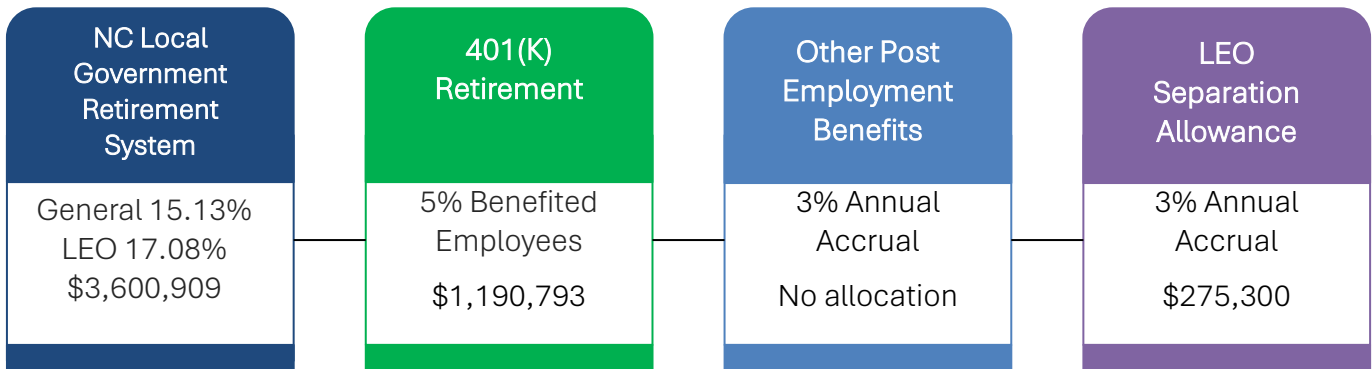 NC Local
Government
Retirement
System
General 15.13%
LEO 17.08%
$3,600,909
401(K)
Retirement
5% Benefited
Employees
$1,190,793
Other Post
Employment
Benefits
3% Annual
Accrual
No allocation
LEO
Separation
Allowance
3% Annual
Accrual
$275,300